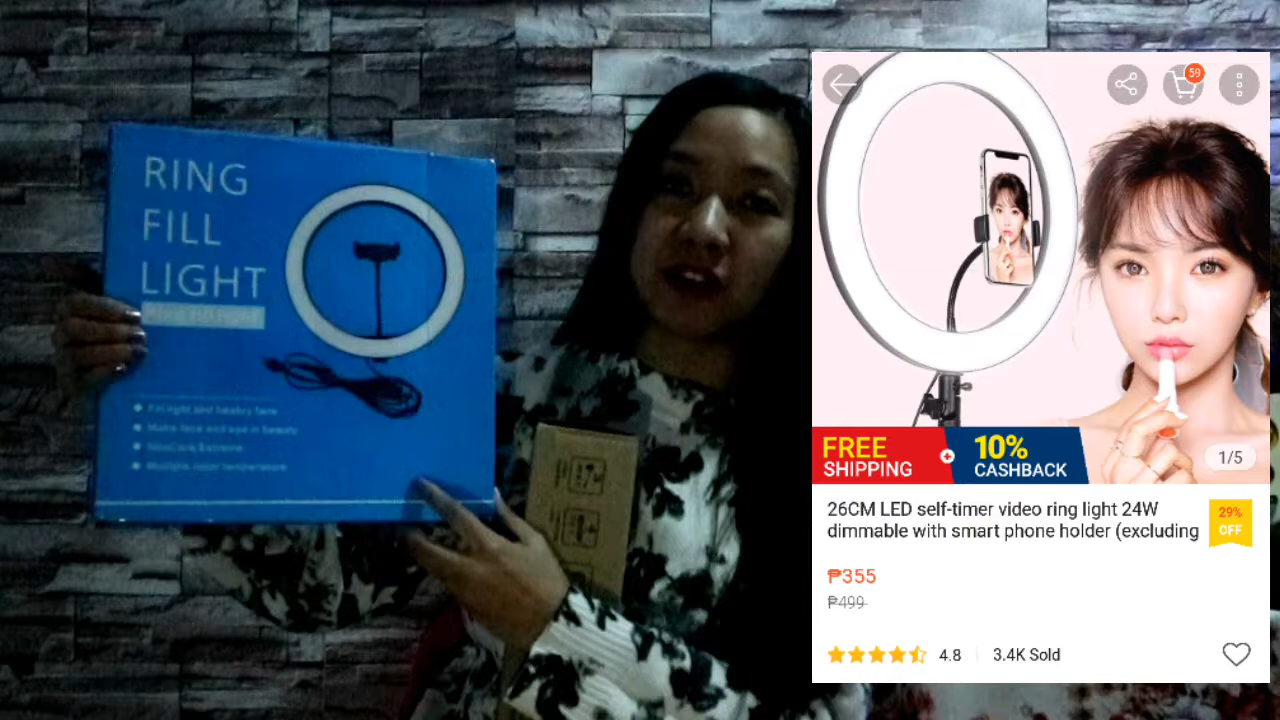 RING
FILL
LIGHT
59
FREE
SHIPPING
10%
CASHBACK
1/5
26CM LED self-timer video ring light 24W
dimmable with smart phone holder (excluding
29%
OFF
₱355
₱499
4.8
3.4K Sold